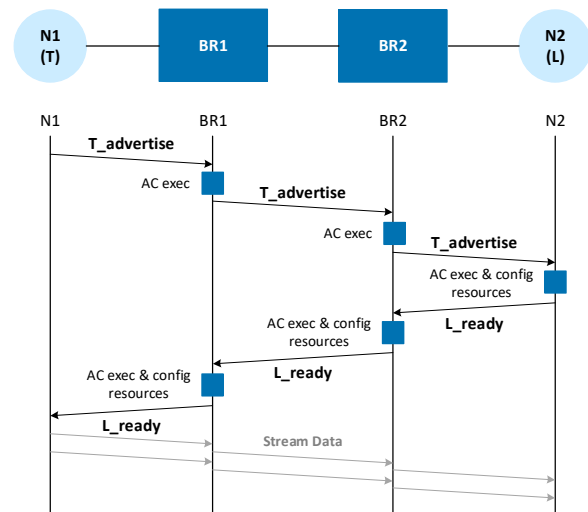 N1
(T)
BR1
BR2
N2
(L)
N1
BR1
BR2
N2
T_advertise
AC exec
T_advertise
AC exec
T_advertise
AC exec & config
resources
L_ready
AC exec & config
resources
L_ready
AC exec & config
resources
L_ready
Stream Data